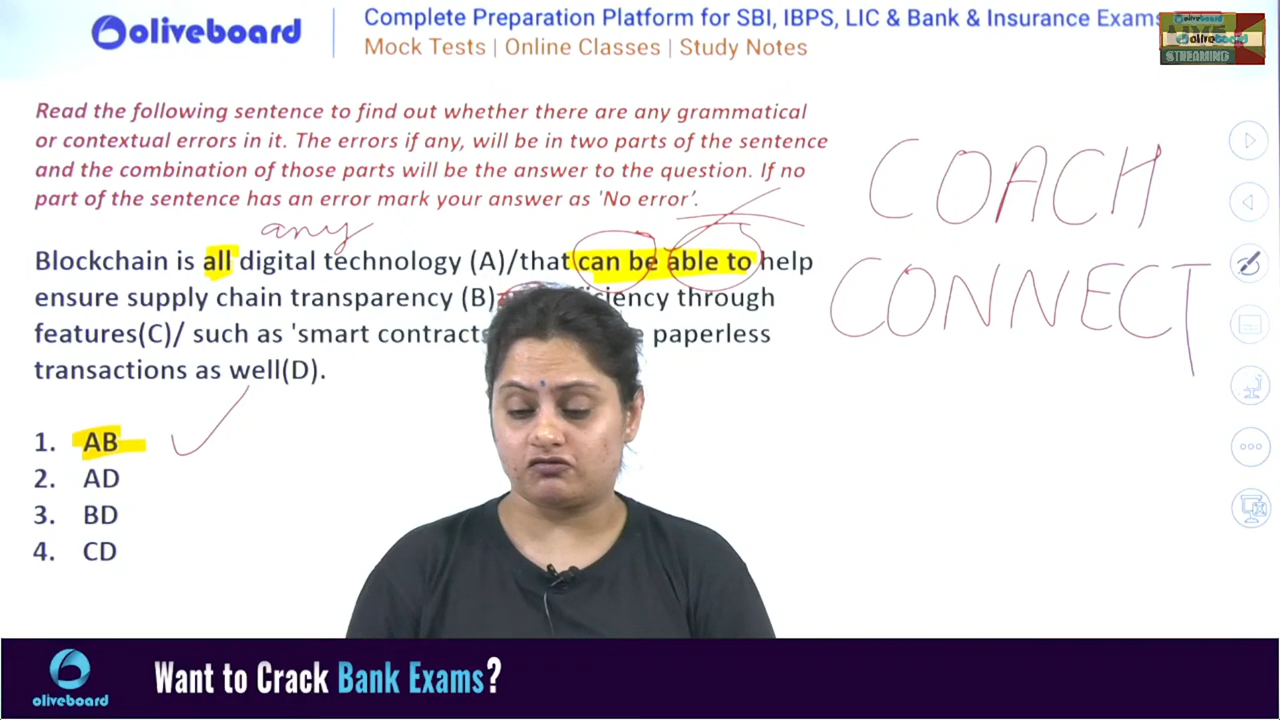 oliveboard
Complete Preparation Platform for SBI, IBPS, LIC & Bank & Insurance Exams
Mock Tests | Online Classes | Study Notes
oliveboard
STREAMING
Read the following sentence to find out whether there are any grammatical
or contextual errors in it. The errors if any, will be in two parts of the sentence
and the combination of those parts will be the answer to the question. If no
part of the sentence has an error mark your answer as 'No error'.
any
Blockchain is all digital technology (A)/that can be able to help
ensure supply chain transparency (B) through
features(C)/ such as 'smart contracts paperless
transactions as well(D).
1. AB
2. AD
3. BD
4. CD
COACH
CONNECT
oliveboard
Want to Crack Bank Exams?